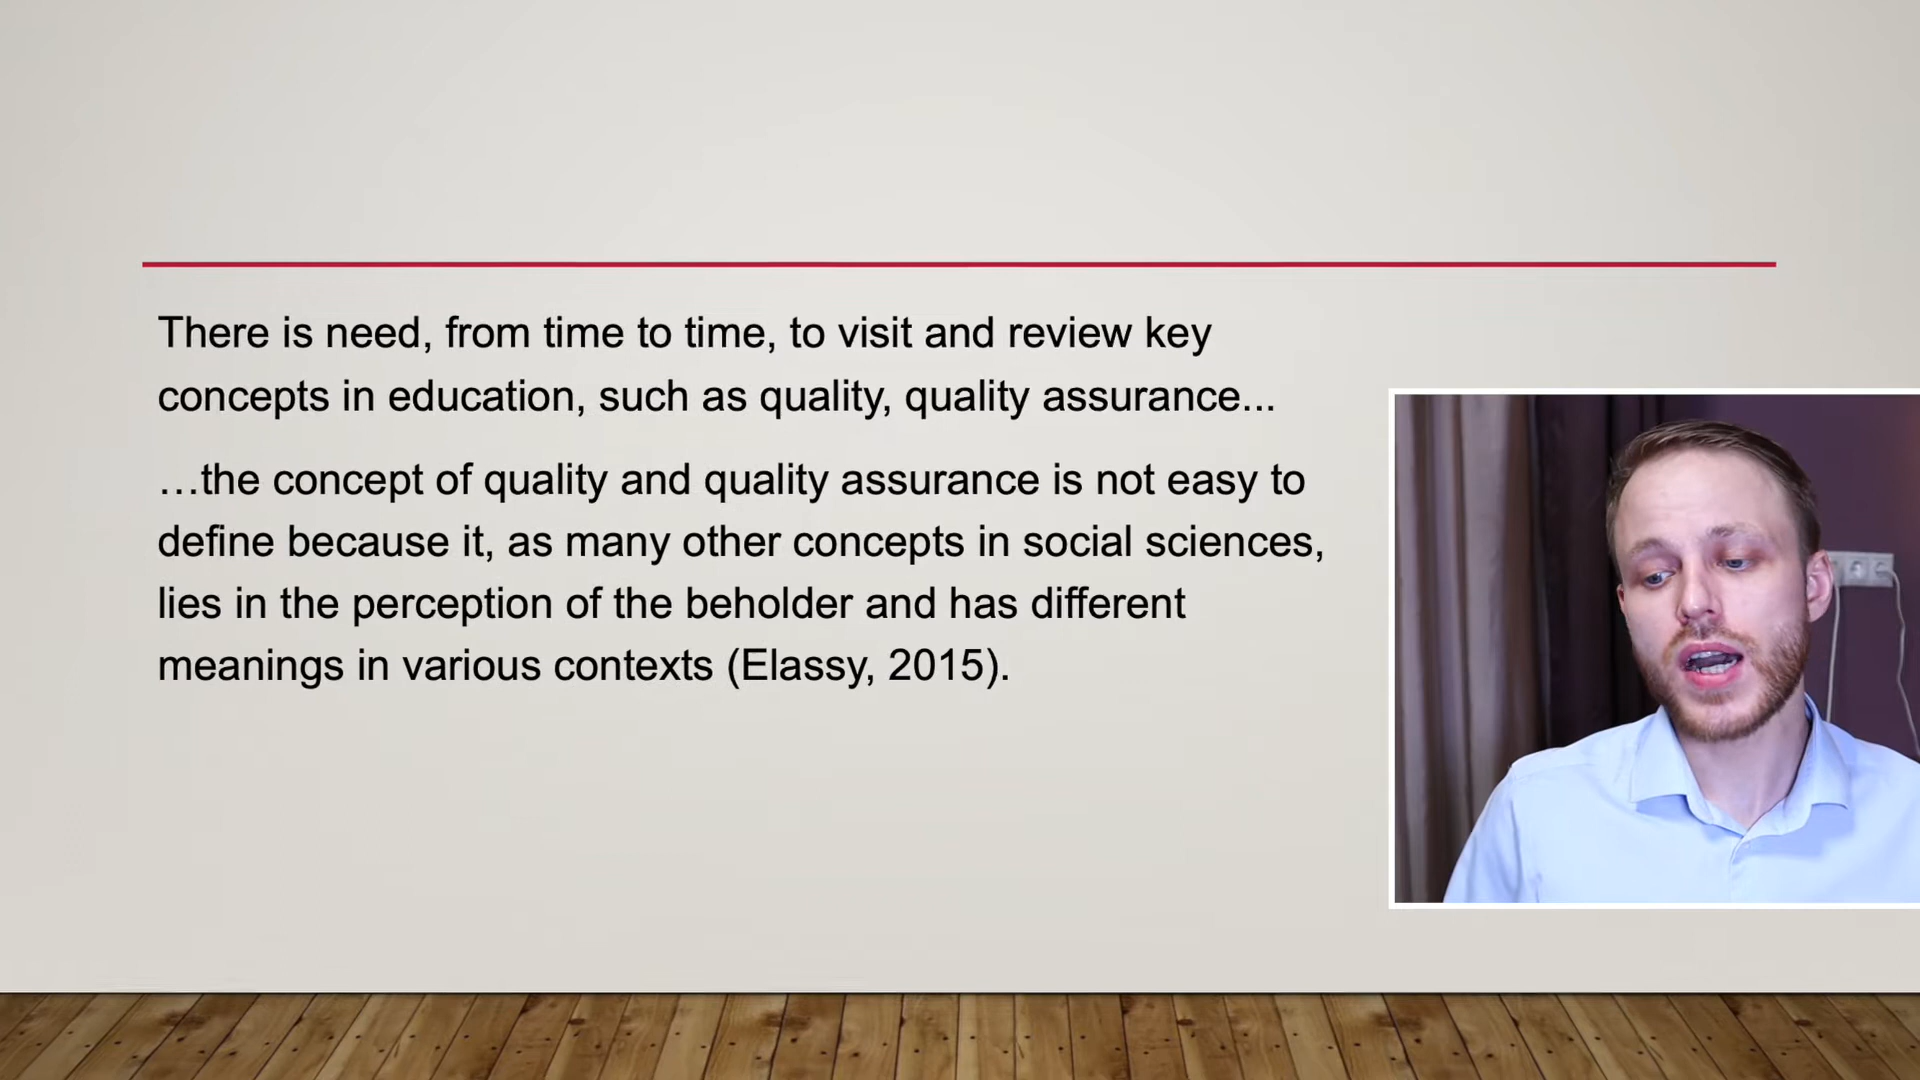 There is need, from time to time, to visit and review key
concepts in education, such as quality, quality assurance...
…the concept of quality and quality assurance is not easy to
define because it, as many other concepts in social sciences,
lies in the perception of the beholder and has different
meanings in various contexts (Elassy, 2015).